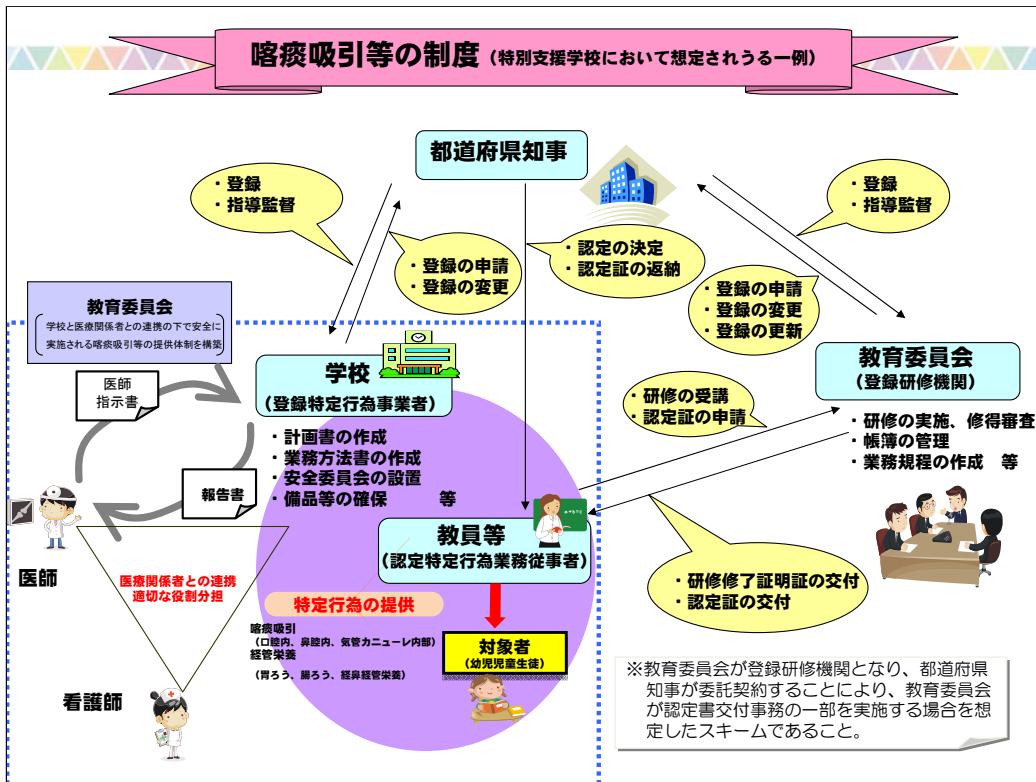 喀痰吸引等の制度（特別支援学校において想定されうる一例）
都道府県知事
・登録
・指導監督
・登録の申請
・登録の変更
・認定の決定
・認定証の返納
・登録の申請
・登録の変更
・登録の更新
・登録
・指導監督
教育委員会
学校と医療関係者との連携の下で安全に
実施される喀痰吸引等の提供体制を構築
医師
指示書
報告書
学校
（登録特定行為事業者）
・計画書の作成
・業務方法書の作成
・安全委員会の設置
・備品等の確保　　等
教育委員会
（登録研修機関）
・研修の実施、修得審査
・帳簿の管理
・業務規程の作成　等
・研修の受講
・認定証の申請
教員等
（認定特定行為業務従事者）
・研修修了証明証の交付
・認定証の交付
医師
医療関係者との連携
適切な役割分担
看護師
特定行為の提供
喀痰吸引
（口腔内、鼻腔内、気管カニューレ内部）
経管栄養
（胃ろう、腸ろう、経鼻経管栄養）
対象者
（幼児児童生徒）
※教育委員会が登録研修機関となり、都道府県
知事が委託契約することにより、教育委員会
が認定書交付事務の一部を実施する場合を想
定したスキームであること。